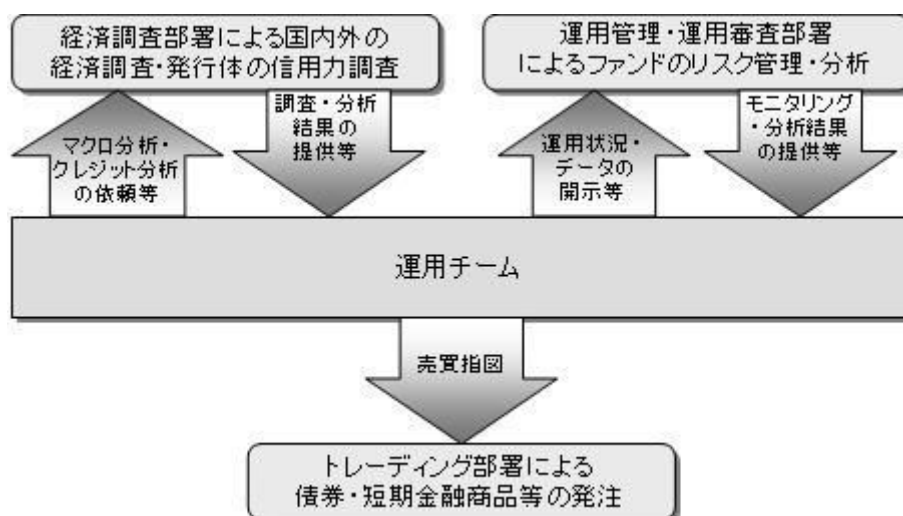 経済調査部署による国内外の
経済調査・発行体の信用力調査
運用管理・運用審査部署
によるファンドのリスク管理・分析
マクロ分析・
クレジット分析
の依頼等
調査・分析
結果の
提供等
運用状況・
データの
開示等
モニタリング
・分析結果
の提供等
運用チーム
売買指図
トレーディング部署による
債券・短期金融商品等の発注